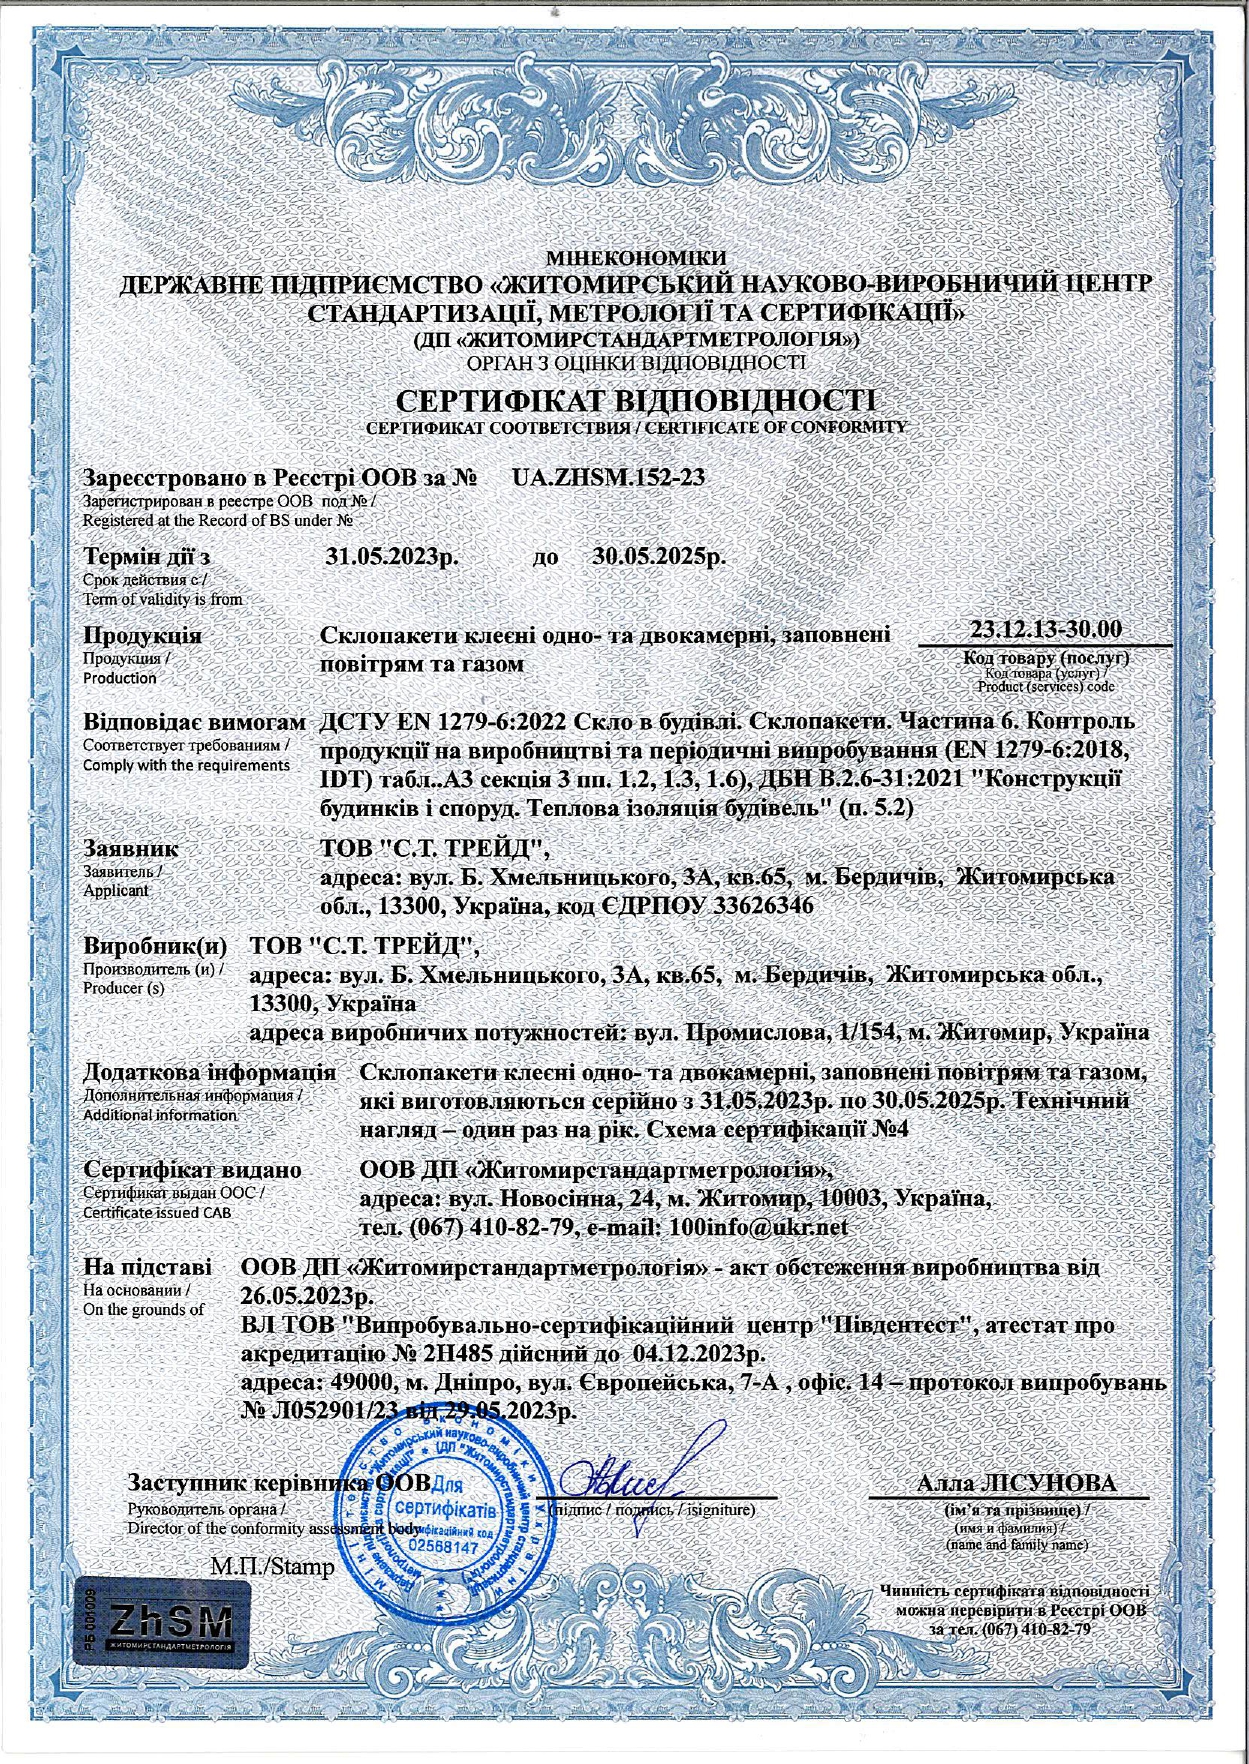 МІНЕКОНОМІКИ
ДЕРЖАВНЕ ПІДПРИЄМСТВО «ЖИТОМИРСЬКИЙ НАУКОВО-ВИРОБНИЧИЙ ЦЕНТР
СТАНДАРТИЗАЦІЇ, МЕТРОЛОГІЇ ТА СЕРТИФІКАЦІЇ»
(ДП «ЖИТОМИРСТАНДАРТМЕТРОЛОГІЯ»)
ОРГАН З ОЦІНКИ ВІДПОВІДНОСТІ
СЕРТИФІКАТ ВІДПОВІДНОСТІ
СЕРТИФИКАТ СООТВЕТСТВИЯ / CERTIFICATE OF CONFORMITY
Зареєстровано в Реєстрі ООВ за № UA.ZHSM.152-23
Зарегистрирован в реестре ООВ под № /
Registered at the Record of BS under №
Термін дії з 31.05.2023р. до 30.05.2025р.
Срок действия с /
Term of validity is from
Продукція
Продукция /
Production
Склопакети клеєні одно- та двокамерні, заповнені
повітрям та газом
23.12.13-30.00
Код товару (послуг)
Код товара (услуг) /
Product (services) code
Відповідає вимогам
Соответствует требованиям /
Comply with the requirements
ДСТУ EN 1279-6:2022 Скло в будівлі. Склопакети. Частина 6. Контроль
продукції на виробництві та періодичні випробування (EN 1279-6:2018,
IDT) табл..А3 секція 3 пп. 1.2, 1.3, 1.6), ДБН В.2.6-31:2021 "Конструкції
будинків і споруд. Теплова ізоляція будівель" (п. 5.2)
Заявник
Заявитель /
Applicant
ТОВ "С.Т. ТРЕЙД",
адреса: вул. Б. Хмельницького, 3А, кв.65, м. Бердичів, Житомирська
обл., 13300, Україна, код ЄДРПОУ 33626346
Виробник(и)
Производитель (и) /
Producer (s)
ТОВ "С.Т. ТРЕЙД",
адреса: вул. Б. Хмельницького, 3А, кв.65, м. Бердичів, Житомирська обл.,
13300, Україна
адреса виробничих потужностей: вул. Промислова, 1/154, м. Житомир, Україна
Додаткова інформація
Дополнительная информация /
Additional information
Склопакети клеєні одно- та двокамерні, заповнені повітрям та газом,
які виготовляються серійно з 31.05.2023р. по 30.05.2025р. Технічний
нагляд – один раз на рік. Схема сертифікації №4
Сертифікат видано
Сертификат выдан ООС /
Certificate issued CAB
ООВ ДП «Житомирстандартметрологія»,
адреса: вул. Новосінна, 24, м. Житомир, 10003, Україна,
тел. (067) 410-82-79, e-mail: 100info@ukr.net
На підставі
На основании /
On the grounds of
ООВ ДП «Житомирстандартметрологія» - акт обстеження виробництва від
26.05.2023р.
ВЛ ТОВ "Випробувально-сертифікаційний центр "Південтест", атестат про
акредитацію № 2Н485 дійсний до 04.12.2023р.
адреса: 49000, м. Дніпро, вул. Європейська, 7-А , офіс. 14 – протокол випробувань
№ Л052901/23 від 29.05.2023р.
Заступник керівника ООВ
Руководитель органа /
Director of the conformity assessment body
М.П./Stamp
Для
сертифікатів
02568147
(підпис / подпись / isigniture)
Алла ЛІСУНОВА
(ім'я та прізвище) /
(имя и фамилия) /
(name and family name)
РБ 001009
ZhSM
ЖИТОМИРСТАНДАРТМЕТРОЛОГІЯ
Чинність сертифіката відповідності
можна перевірити в Реєстрі ООВ
за тел. (067) 410-82-79